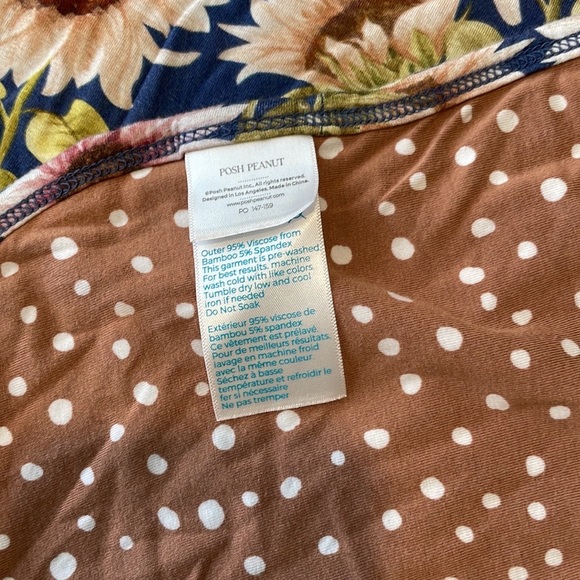 POSH PEANUT
©Posh Peanut Inc., All rights reserved.
Designed in Los Angeles. Made in China.
www.poshpeanut.com
PO 147-159
Outer 95% Viscose from
Bamboo 5% Spandex
This garment is pre-washed.
For best results, machine
wash cold with like colors.
Tumble dry low and cool
iron if needed
Do Not Soak
Extérieur 95% viscose de
bambou 5% spandex
Ce vêtement est prélavé.
Pour de meilleurs résultats,
lavage en machine froid
avec la même couleur.
Séchez à basse
température et refroidir le
fer si nécessaire
Ne pas tremper